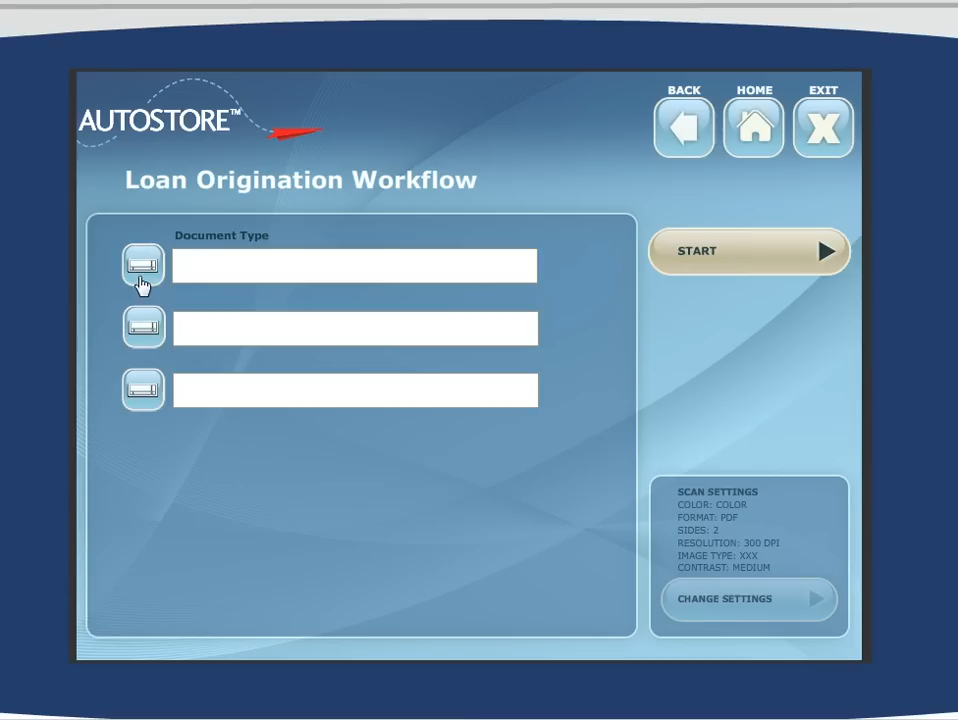 AUTOSTORE™
BACK HOME EXIT
Loan Origination Workflow
Document Type
START
SCAN SETTINGS
COLOR: COLOR
FORMAT: PDF
SIDES: 2
RESOLUTION: 300 DPI
IMAGE TYPE: XXX
CONTRAST: MEDIUM
CHANGE SETTINGS